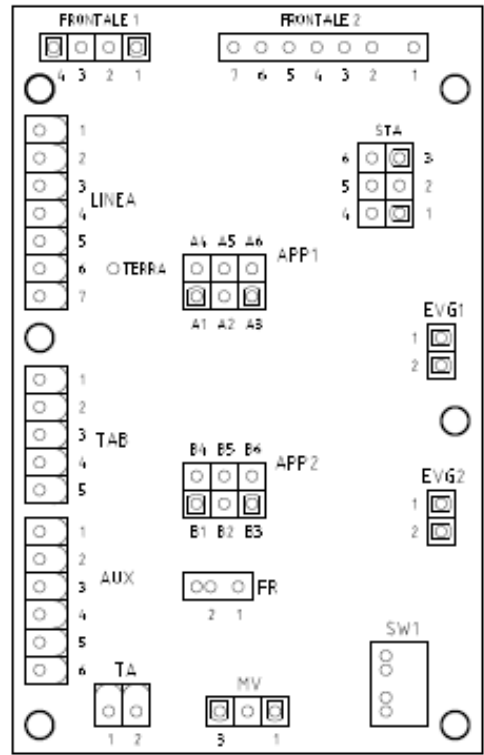 FRONTALE 1 FRONTALE 2
4 3 2 1 7 6 5 4 3 2 1
STA
6 3
5 2
4 1
1
2
3
4
5
6
7
LINEA
TERRA
A4 A5 A6
APP1
A1 A2 A3
EVG1
1
2
1
2
3
4
5
TAB
B4 B5 B6
APP2
B1 B2 B3
EVG2
1
2
1
2
3
4
5
6
AUX
FR
2 1
SW1
TA
1 2
MV
3 1